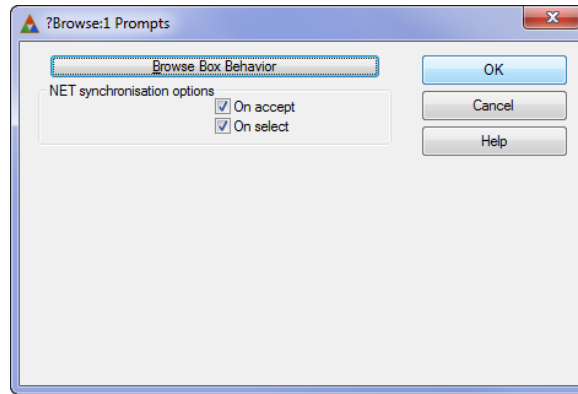 ?Browse:1 Prompts
Browse Box Behavior
OK
NET synchronisation options
On accept
Cancel
On select
Help